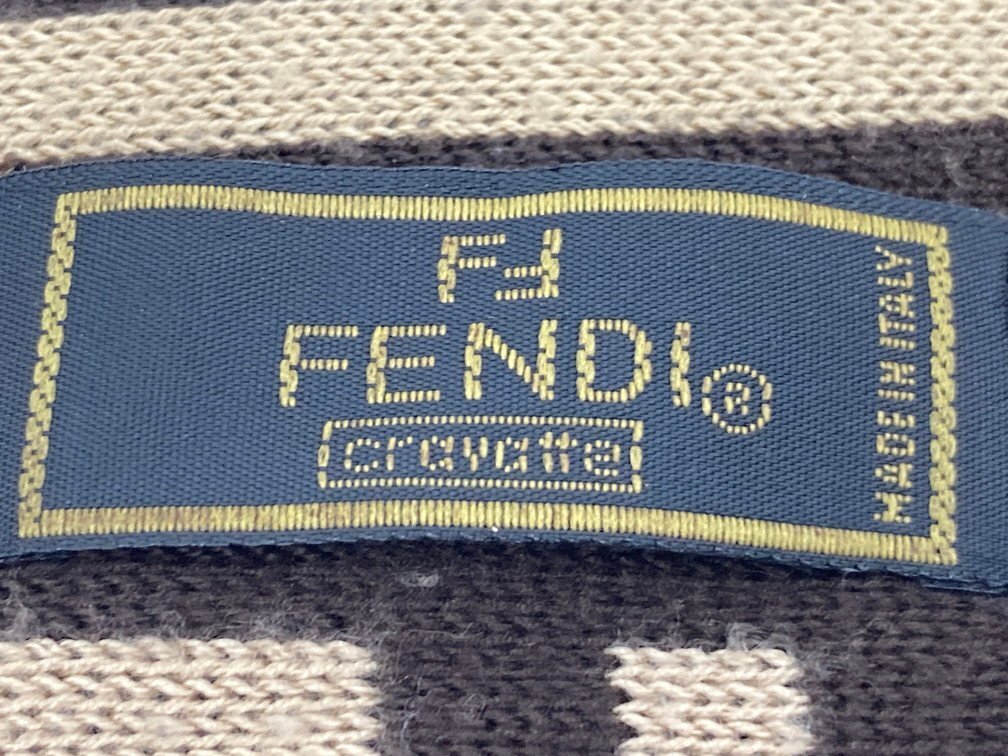 FF
FENDI®
cravatte
MADE IN ITALY